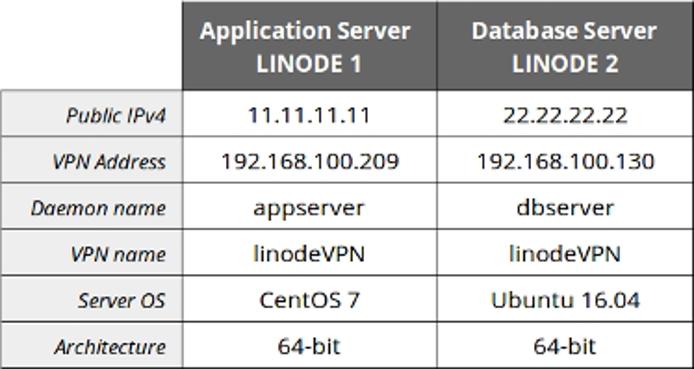 Application Server Database Server
LINODE 1 LINODE 2
Public IPv4 11.11.11.11 22.22.22.22
VPN Address 192.168.100.209 192.168.100.130
Daemon name appserver dbserver
VPN name linodeVPN linodeVPN
Server OS CentOS 7 Ubuntu 16.04
Architecture 64-bit 64-bit